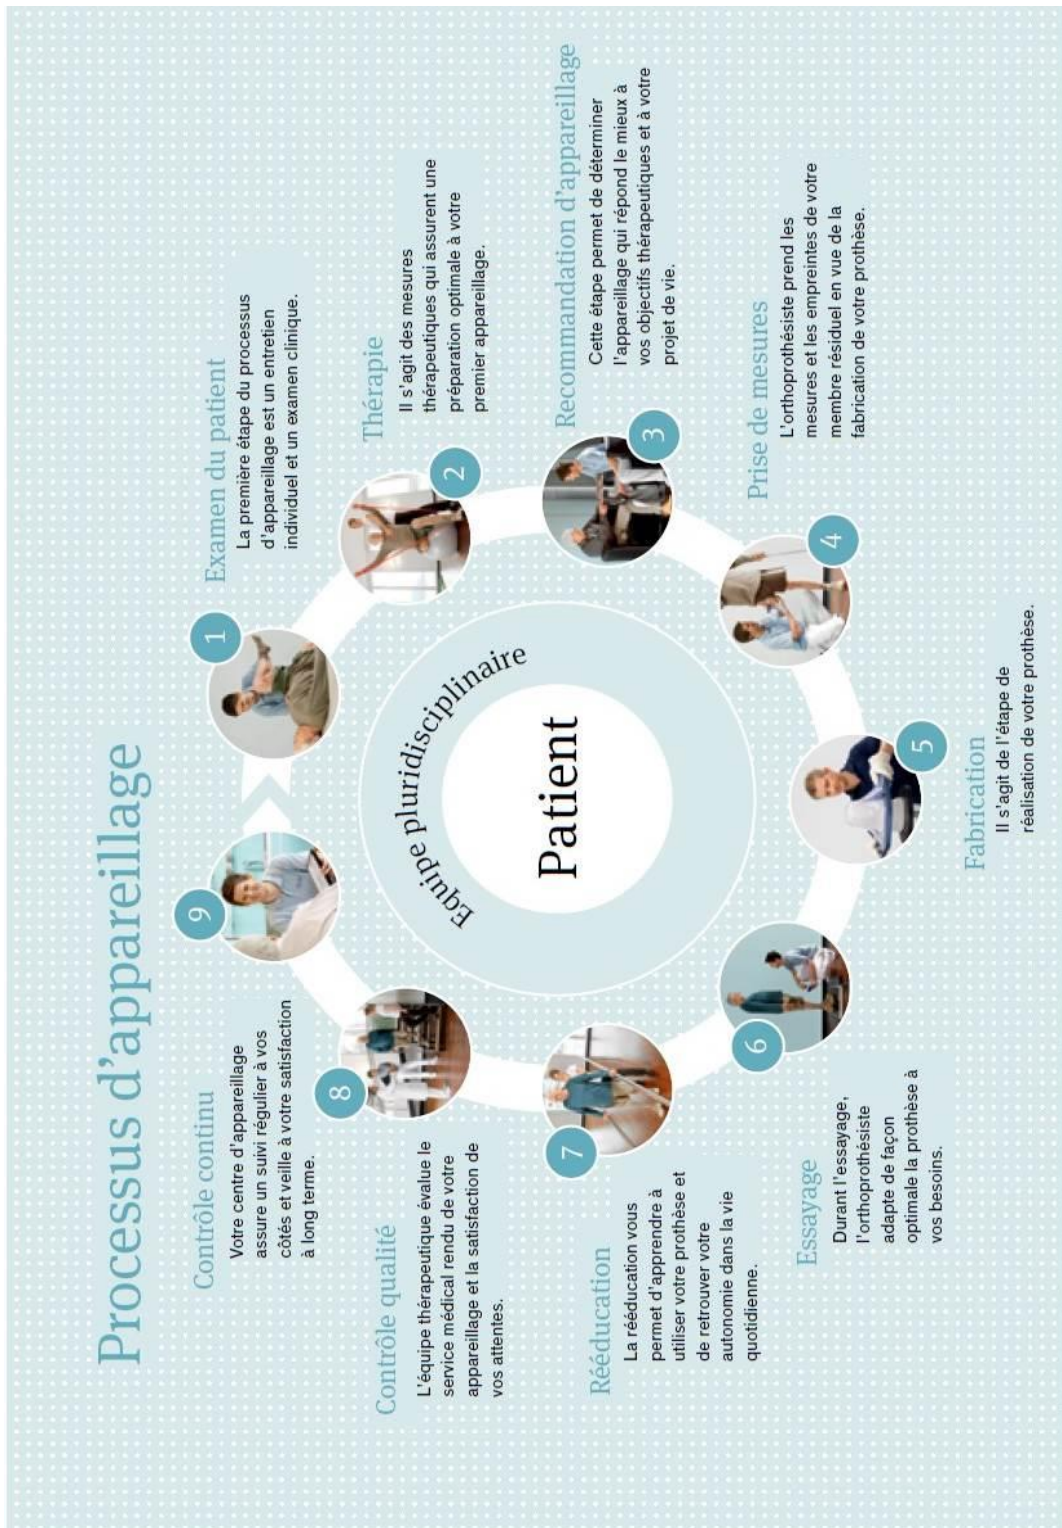 Processus d'appareillage
1
Examen du patient
La première étape du processus
d'appareillage est un entretien
individuel et un examen clinique.
2
Thérapie
Il s'agit des mesures
thérapeutiques qui assurent une
préparation optimale à votre
premier appareillage.
3
Recommandation d'appareillage
Cette étape permet de déterminer
l'appareillage qui répond le mieux à
vos objectifs thérapeutiques et à votre
projet de vie.
4
Prise de mesures
L'orthoprothésiste prend les
mesures et les empreintes de votre
membre résiduel en vue de la
fabrication de votre prothèse.
5
Fabrication
Il s'agit de l'étape de
réalisation de votre prothèse.
6
Essayage
Durant l'essayage,
l'orthoprothésiste
adapte de façon
optimale la prothèse à
vos besoins.
7
Rééducation
La rééducation vous
permet d'apprendre à
utiliser votre prothèse et
de retrouver votre
autonomie dans la vie
quotidienne.
8
Contrôle qualité
L'équipe thérapeutique évalue le
service médical rendu de votre
appareillage et la satisfaction de
vos attentes.
9
Contrôle continu
Votre centre d'appareillage
assure un suivi régulier à vos
côtés et veille à votre satisfaction
à long terme.
Equipe pluridisciplinaire
Patient